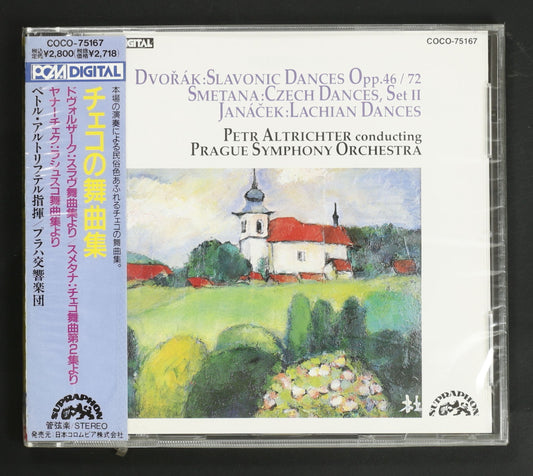 COCO-75167
税込定価¥2,800 税抜価格¥2,718
PCM DIGITAL
チェコの舞曲集
本場の演奏による民俗色あふれるチェコの舞曲集。
ドヴォルザーク:スラヴ舞曲集より スメタナ:チェコ舞曲第2集より
ヤナーチェク:ラシュスコ舞曲集より
ペトル・アルトリフテル指揮 プラハ交響楽団
SUPRAPHON
管弦楽/STEREO
発売元:日本コロムビア株式会社
DIGITAL
COCO-75167
DVOŘÁK:SLAVONIC DANCES OPP.46/72
SMETANA:CZECH DANCES, SET II
JANÁČEK:LACHIAN DANCES
PETR ALTRICHTER conducting
PRAGUE SYMPHONY ORCHESTRA
SUPRAPHON